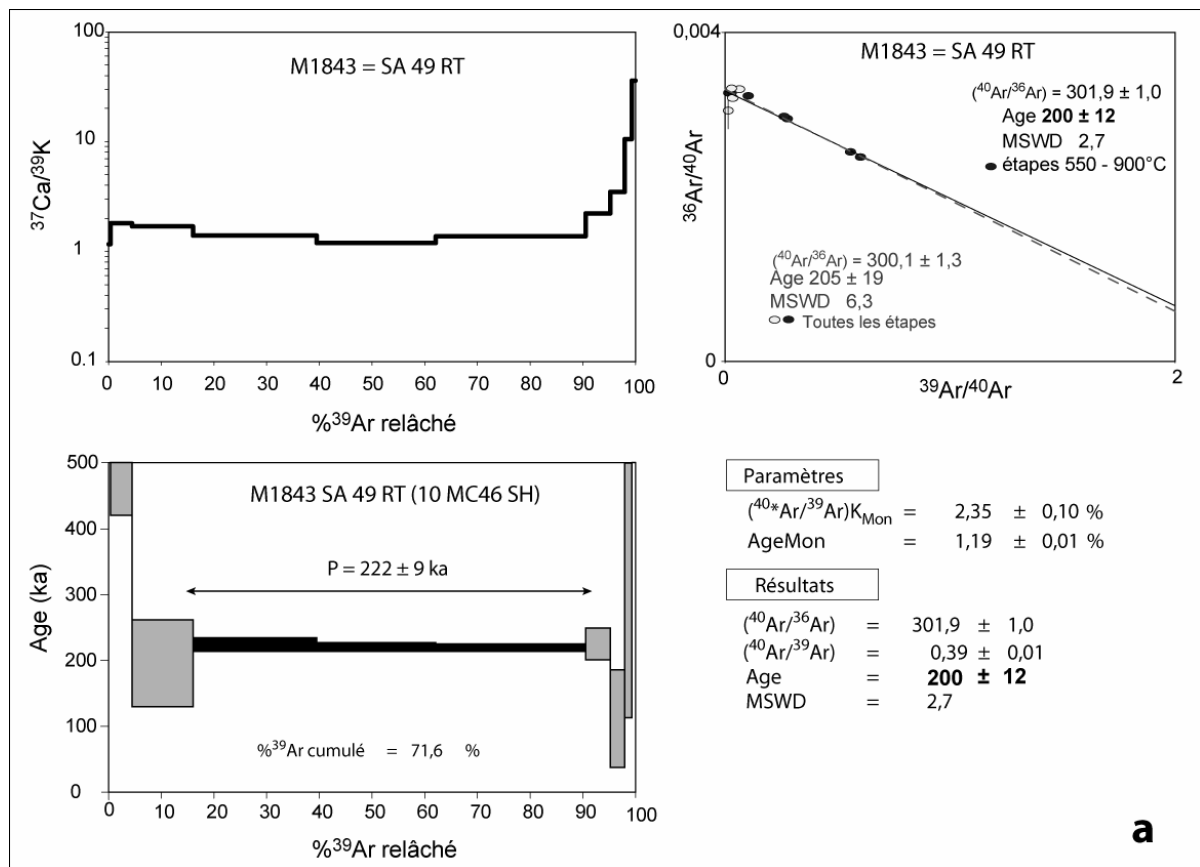 100
10
1
0.1
³⁷Ca/³⁹K
M1843 = SA 49 RT
0 10 20 30 40 50 60 70 80 90 100
%³⁹Ar relâché
0,004
0
³⁶Ar/⁴⁰Ar
M1843 = SA 49 RT
(⁴⁰Ar/³⁶Ar) = 301,9 ± 1,0
Age 200 ± 12
MSWD 2,7
étapes 550 - 900°C
(⁴⁰Ar/³⁶Ar) = 300,1 ± 1,3
Age 205 ± 19
MSWD 6,3
Toutes les étapes
0 2
³⁹Ar/⁴⁰Ar
500
400
300
200
100
0
Age (ka)
M1843 SA 49 RT (10 MC46 SH)
P = 222 ± 9 ka
%³⁹Ar cumulé = 71,6 %
0 10 20 30 40 50 60 70 80 90 100
%³⁹Ar relâché
Paramètres
(⁴⁰*Ar/³⁹Ar)K_Mon = 2,35 ± 0,10 %
AgeMon = 1,19 ± 0,01 %
Résultats
(⁴⁰Ar/³⁶Ar) = 301,9 ± 1,0
(⁴⁰Ar/³⁹Ar) = 0,39 ± 0,01
Age = 200 ± 12
MSWD = 2,7
a